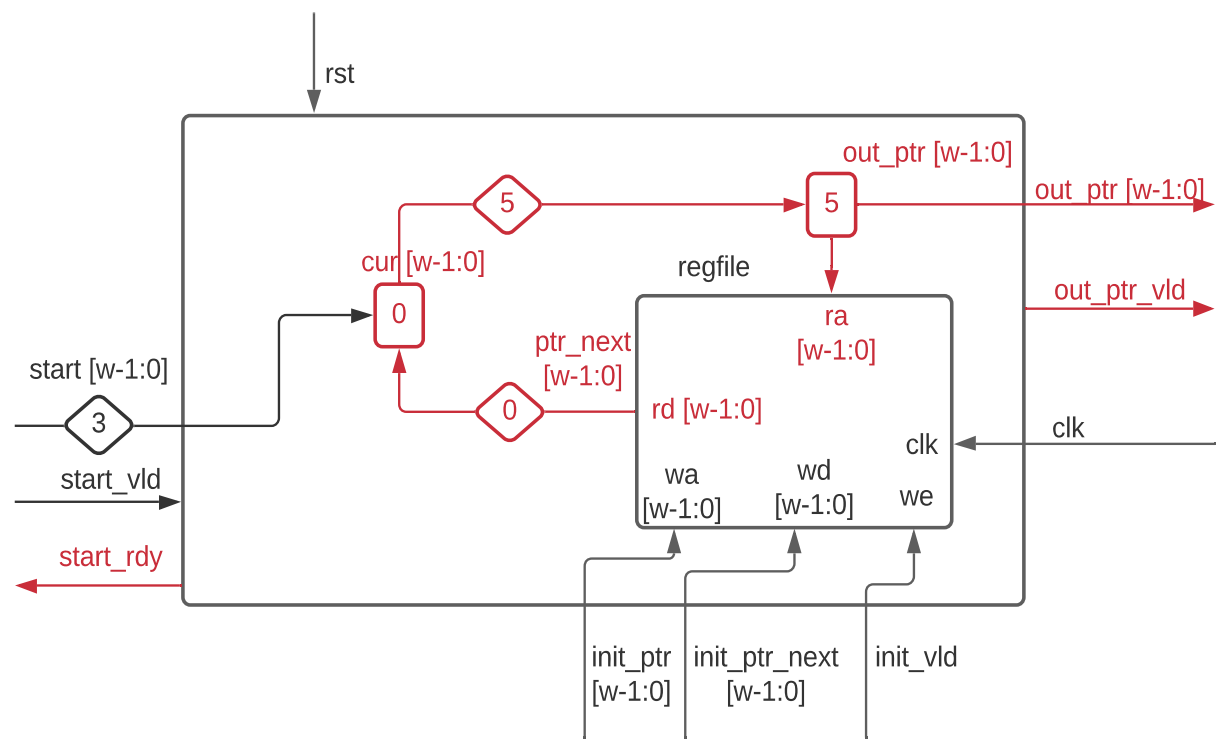 rst
out_ptr [w-1:0]
5
5
out_ptr [w-1:0]
cur [w-1:0]
regfile
out_ptr_vld
0
ra
[w-1:0]
ptr_next
[w-1:0]
start [w-1:0]
3
0
rd [w-1:0]
clk
clk
start_vld
wa
[w-1:0]
wd
[w-1:0]
we
start_rdy
init_ptr
[w-1:0]
init_ptr_next
[w-1:0]
init_vld